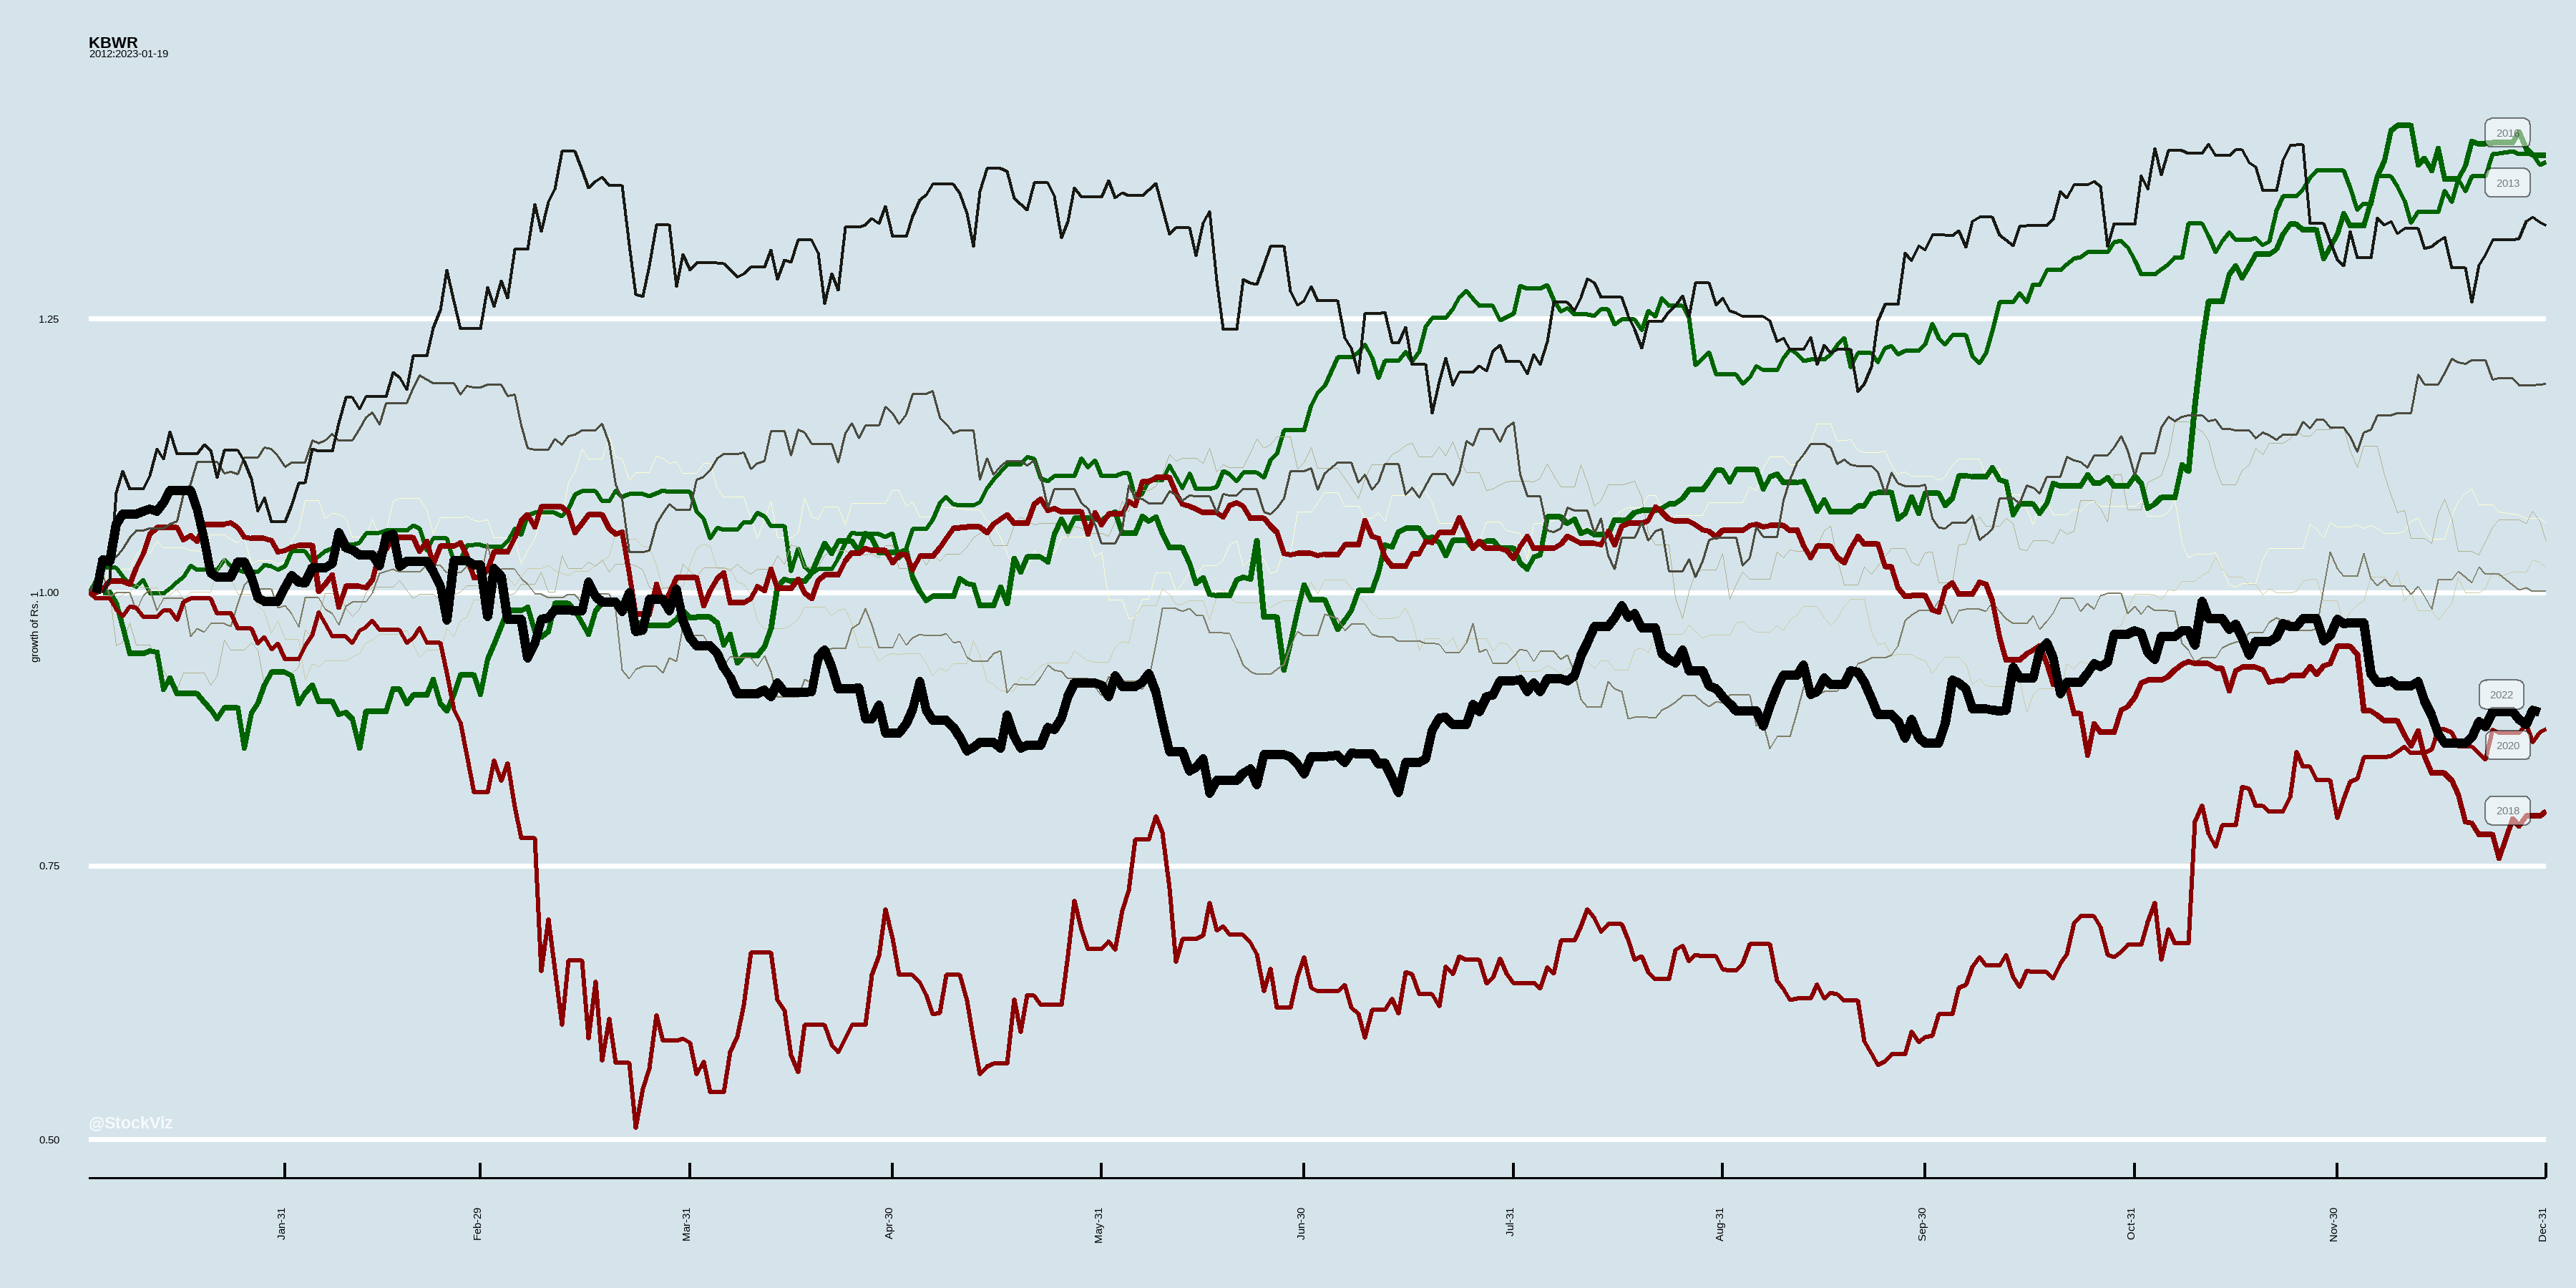 KBWR
2012:2023-01-19
2016
2013
1.25
growth of Rs. 1
1.00
2022
2020
2018
0.75
@StockViz
0.50
Jan-31
Feb-29
Mar-31
Apr-30
May-31
Jun-30
Jul-31
Aug-31
Sep-30
Oct-31
Nov-30
Dec-31